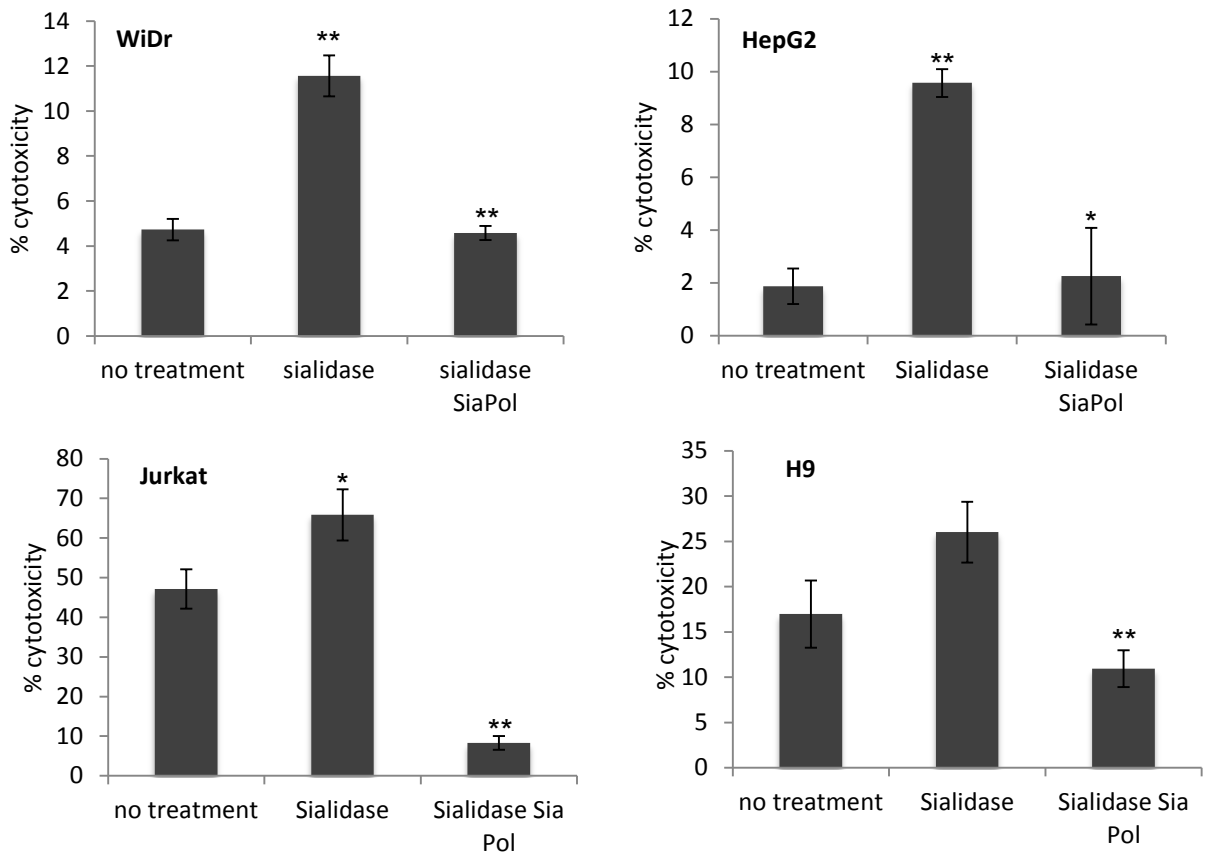 WiDr
**
**
% cytotoxicity
14
12
10
8
6
4
2
0
no treatment
sialidase
sialidase
SiaPol
HepG2
**
*
% cytotoxicity
12
10
8
6
4
2
0
no treatment
Sialidase
Sialidase
SiaPol
Jurkat
*
**
% cytotoxicity
80
70
60
50
40
30
20
10
0
no treatment
Sialidase
Sialidase Sia
Pol
H9
**
% cytotoxicity
35
30
25
20
15
10
5
0
no treatment
Sialidase
Sialidase Sia
Pol